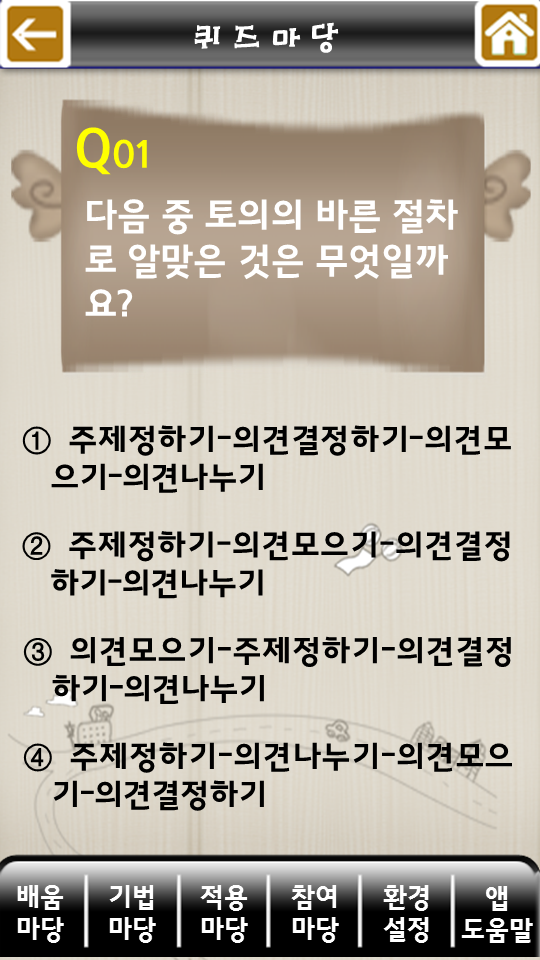 퀴즈마당
Q01
다음 중 토의의 바른 절차
로 알맞은 것은 무엇일까
요?
① 주제정하기-의견결정하기-의견모
으기-의견나누기
② 주제정하기-의견모으기-의견결정
하기-의견나누기
③ 의견모으기-주제정하기-의견결정
하기-의견나누기
④ 주제정하기-의견나누기-의견모으
기-의견결정하기
배움 기법 적용 참여 환경 앱
마당 마당 마당 마당 설정 도움말